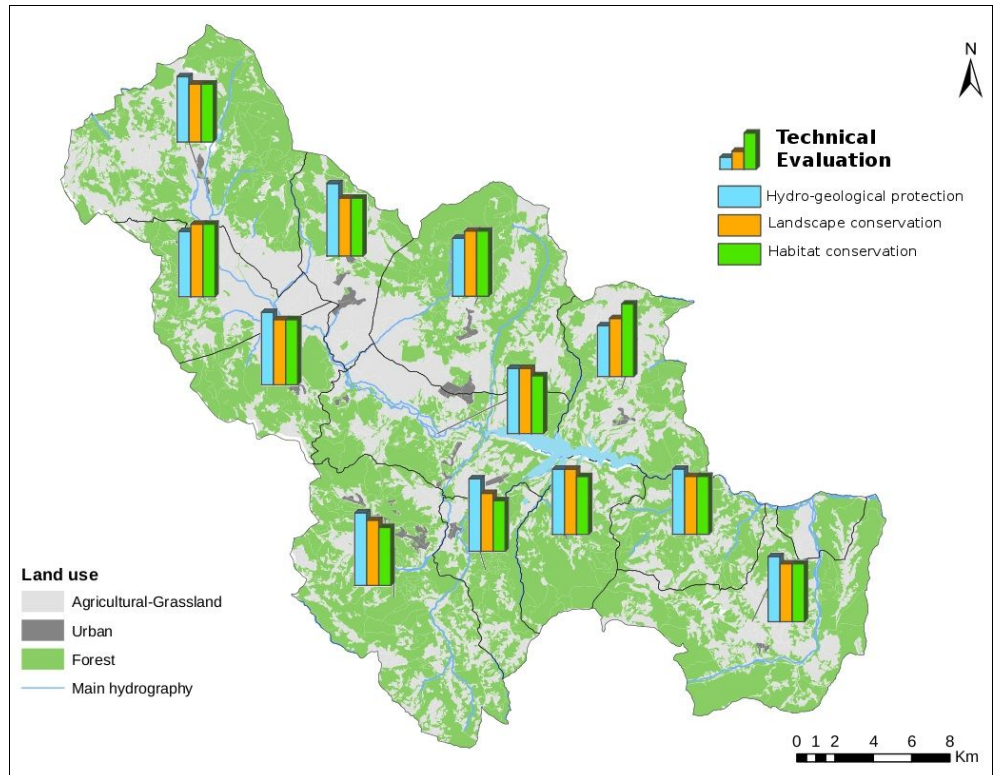 N
Technical
Evaluation
Hydro-geological protection
Landscape conservation
Habitat conservation
Land use
Agricultural-Grassland
Urban
Forest
Main hydrography
0 1 2 4 6 8
Km